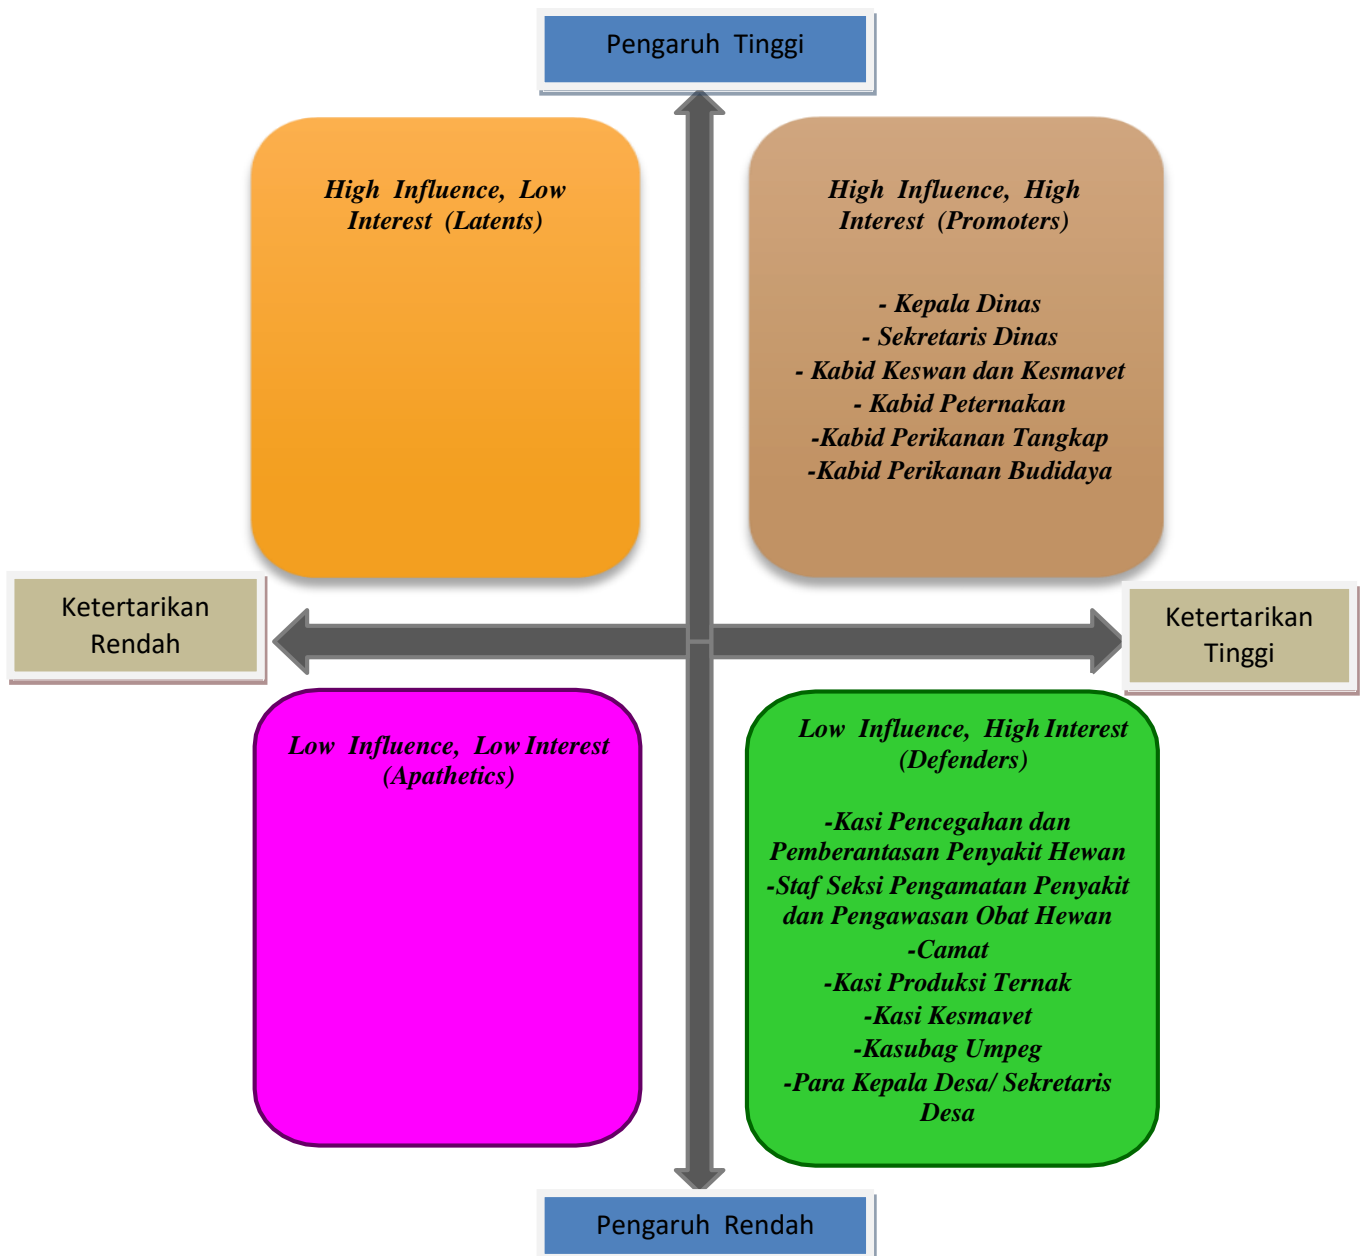 Pengaruh Tinggi
High Influence, Low
Interest (Latents)
High Influence, High
Interest (Promoters)
- Kepala Dinas
- Sekretaris Dinas
- Kabid Keswan dan Kesmavet
- Kabid Peternakan
-Kabid Perikanan Tangkap
-Kabid Perikanan Budidaya
Ketertarikan
Rendah
Ketertarikan
Tinggi
Low Influence, Low Interest
(Apathetics)
Low Influence, High Interest
(Defenders)
-Kasi Pencegahan dan
Pemberantasan Penyakit Hewan
-Staf Seksi Pengamatan Penyakit
dan Pengawasan Obat Hewan
-Camat
-Kasi Produksi Ternak
-Kasi Kesmavet
-Kasubag Umpeg
-Para Kepala Desa/ Sekretaris
Desa
Pengaruh Rendah